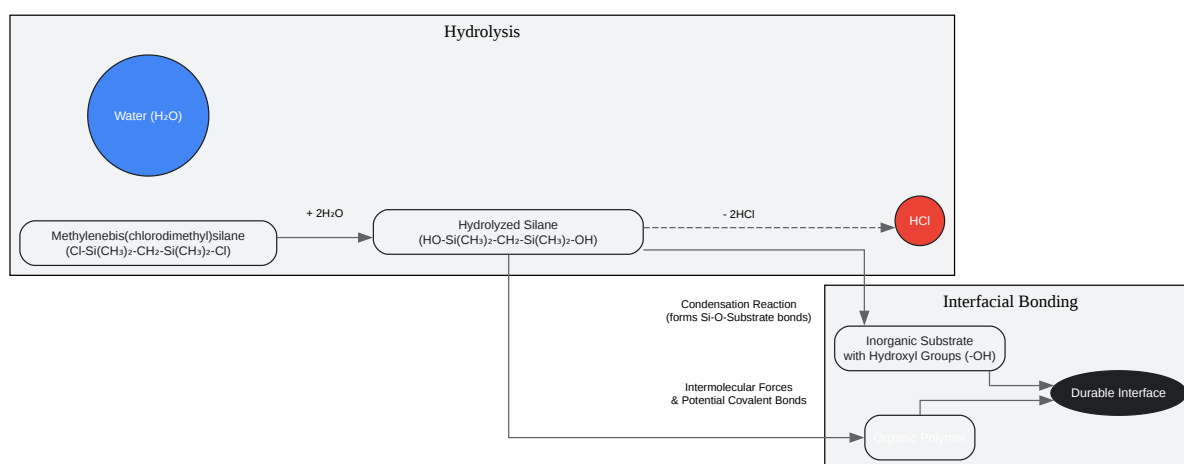 Hydrolysis
Water (H₂O)
Methylenebis(chlorodimethyl)silane
(Cl-Si(CH₃)₂-CH₂-Si(CH₃)₂-Cl)
+ 2H₂O
Hydrolyzed Silane
(HO-Si(CH₃)₂-CH₂-Si(CH₃)₂-OH)
- 2HCl
HCl
Condensation Reaction
(forms Si-O-Substrate bonds)
Interfacial Bonding
Inorganic Substrate
with Hydroxyl Groups (-OH)
Intermolecular Forces
& Potential Covalent Bonds
Durable Interface
Organic Polymer